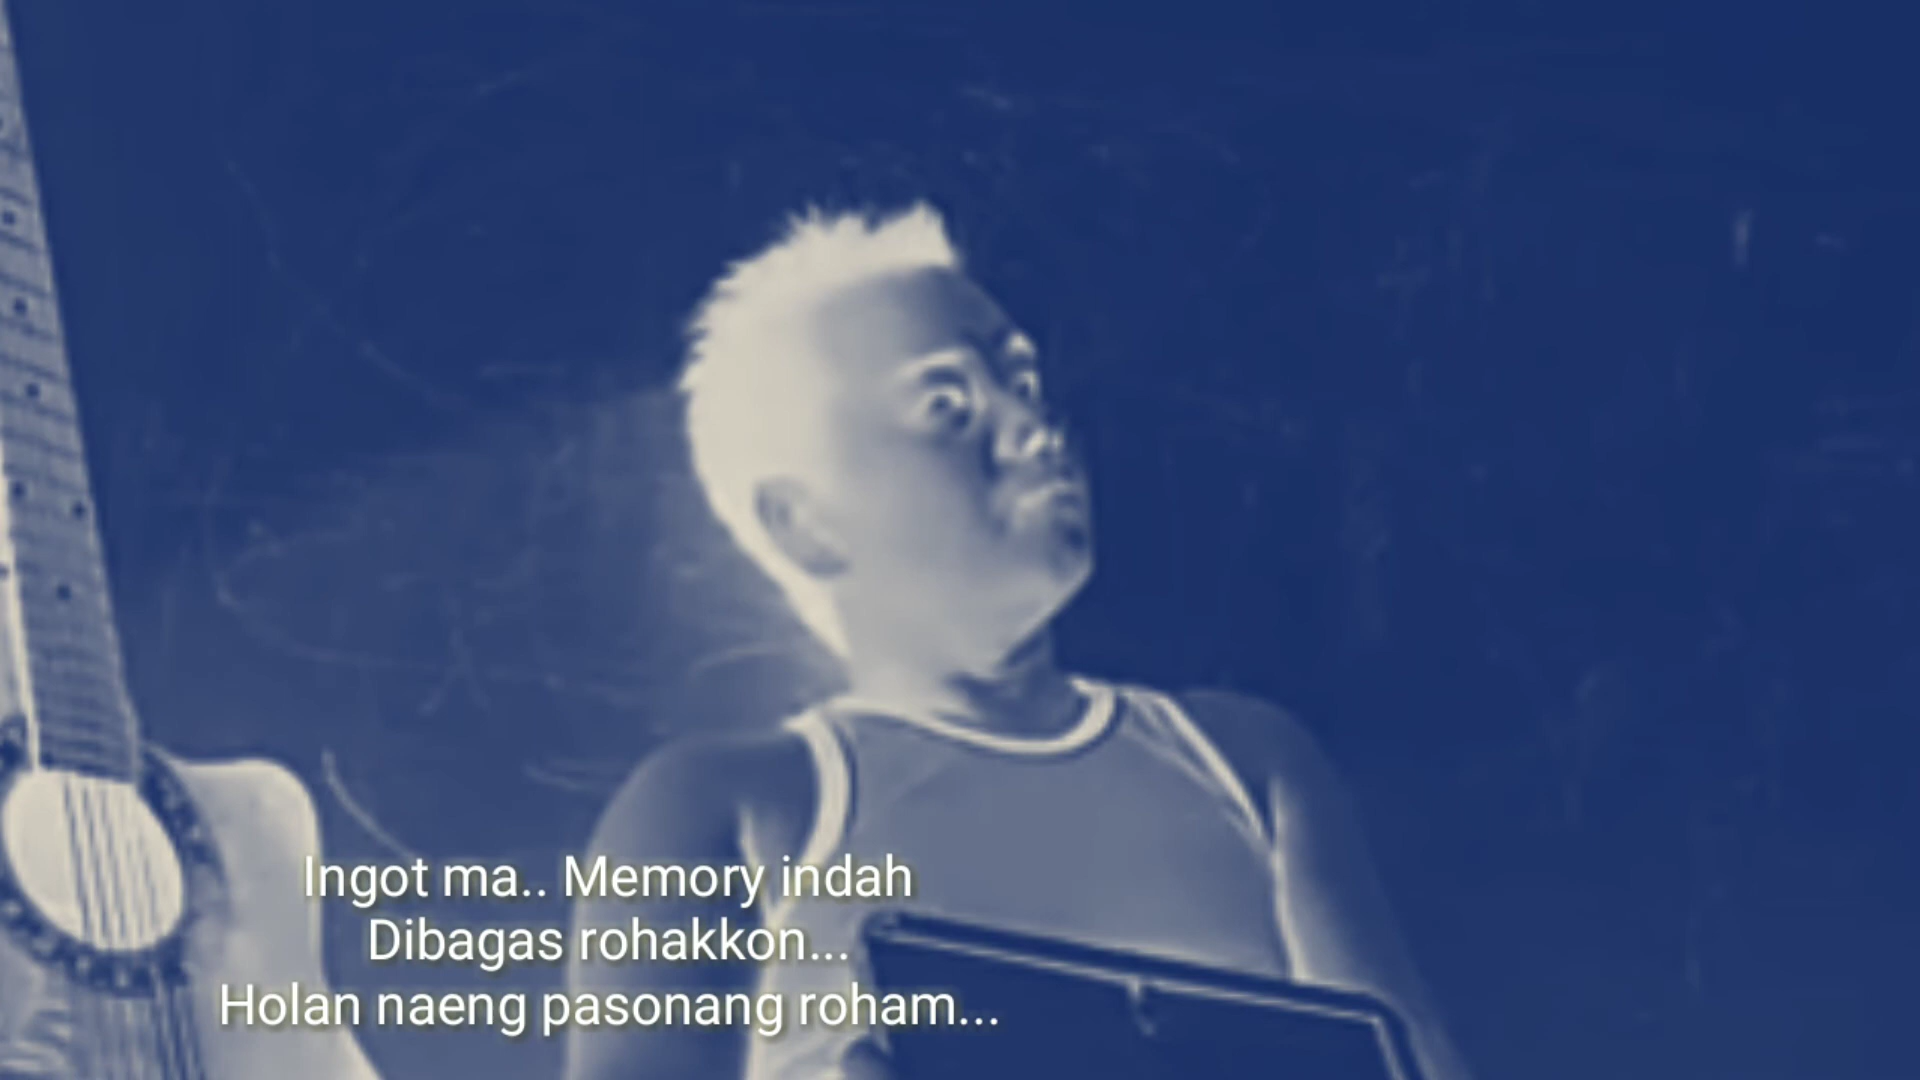 Ingot ma.. Memory indah
Dibagas rohakkon...
Holan naeng pasonang roham...